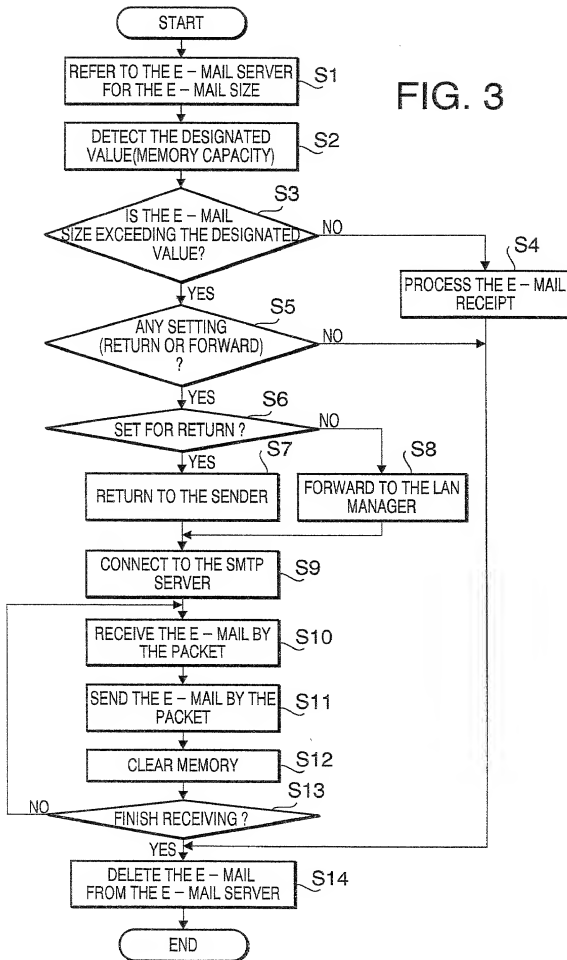 START
REFER TO THE E – MAIL SERVER
FOR THE E – MAIL SIZE
S1
FIG. 3
DETECT THE DESIGNATED
VALUE(MEMORY CAPACITY)
S2
IS THE E – MAIL
SIZE EXCEEDING THE DESIGNATED
VALUE?
S3
NO
S4
PROCESS THE E – MAIL
RECEIPT
YES
S5
ANY SETTING
(RETURN OR FORWARD)
?
NO
YES
S6
SET FOR RETURN ?
NO
YES
S7
RETURN TO THE SENDER
S8
FORWARD TO THE LAN
MANAGER
CONNECT TO THE SMTP
SERVER
S9
RECEIVE THE E – MAIL BY
THE PACKET
S10
SEND THE E – MAIL BY THE
PACKET
S11
CLEAR MEMORY
S12
S13
NO
FINISH RECEIVING ?
YES
DELETE THE E – MAIL
FROM THE E – MAIL SERVER
S14
END